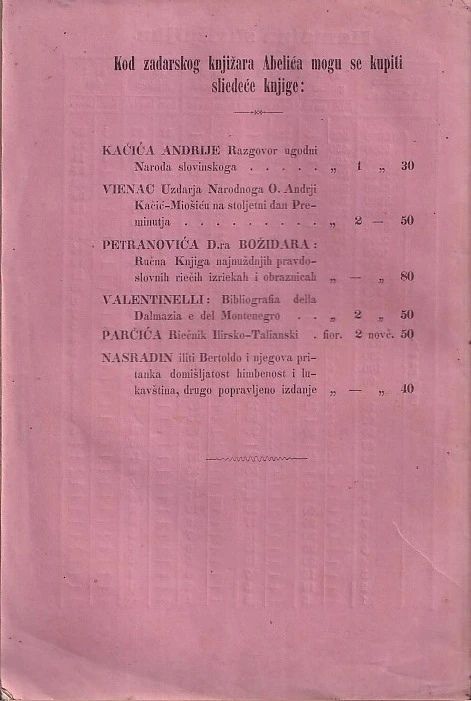 Kod zadarskog knjižara Abelića mogu se kupiti
sliedeće knjige:
KAČIĆA ANDRIJE Razgovor ugodni
Naroda slovinskoga . . . . . „ 1 „ 30
VIENAC Uzdarja Narodnoga O. Andrji
Kačić-Miošiću na stoljetni dan Pre-
minutja . . . . . . . . . „ 2 — 50
PETRANOVIĆA D.ra BOŽIDARA :
Ručna Knjiga najnuždnjih pravdo-
slovnih riečih izriekah i obraznicah „ — „ 80
VALENTINELLI : Bibliografia della
Dalmazia e del Montenegro . . „ 2 „ 50
PARČIĆA Riečnik Ilirsko-Talianski . fior. 2 novč. 50
NASRADIN iliti Bertoldo i njegova pri-
tanka domišljatost himbenost i lu-
kavština, drugo popravljeno izdanje „ — „ 40